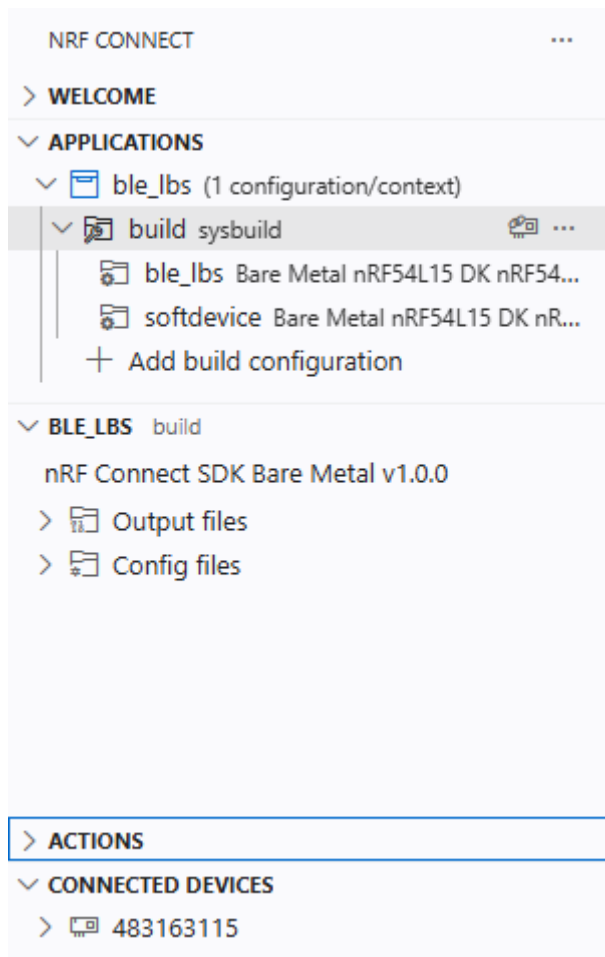 NRF CONNECT ...
WELCOME
APPLICATIONS
ble_lbs (1 configuration/context)
build sysbuild ...
ble_lbs Bare Metal nRF54L15 DK nRF54...
softdevice Bare Metal nRF54L15 DK nR...
+ Add build configuration
BLE_LBS build
nRF Connect SDK Bare Metal v1.0.0
Output files
Config files
ACTIONS
CONNECTED DEVICES
483163115